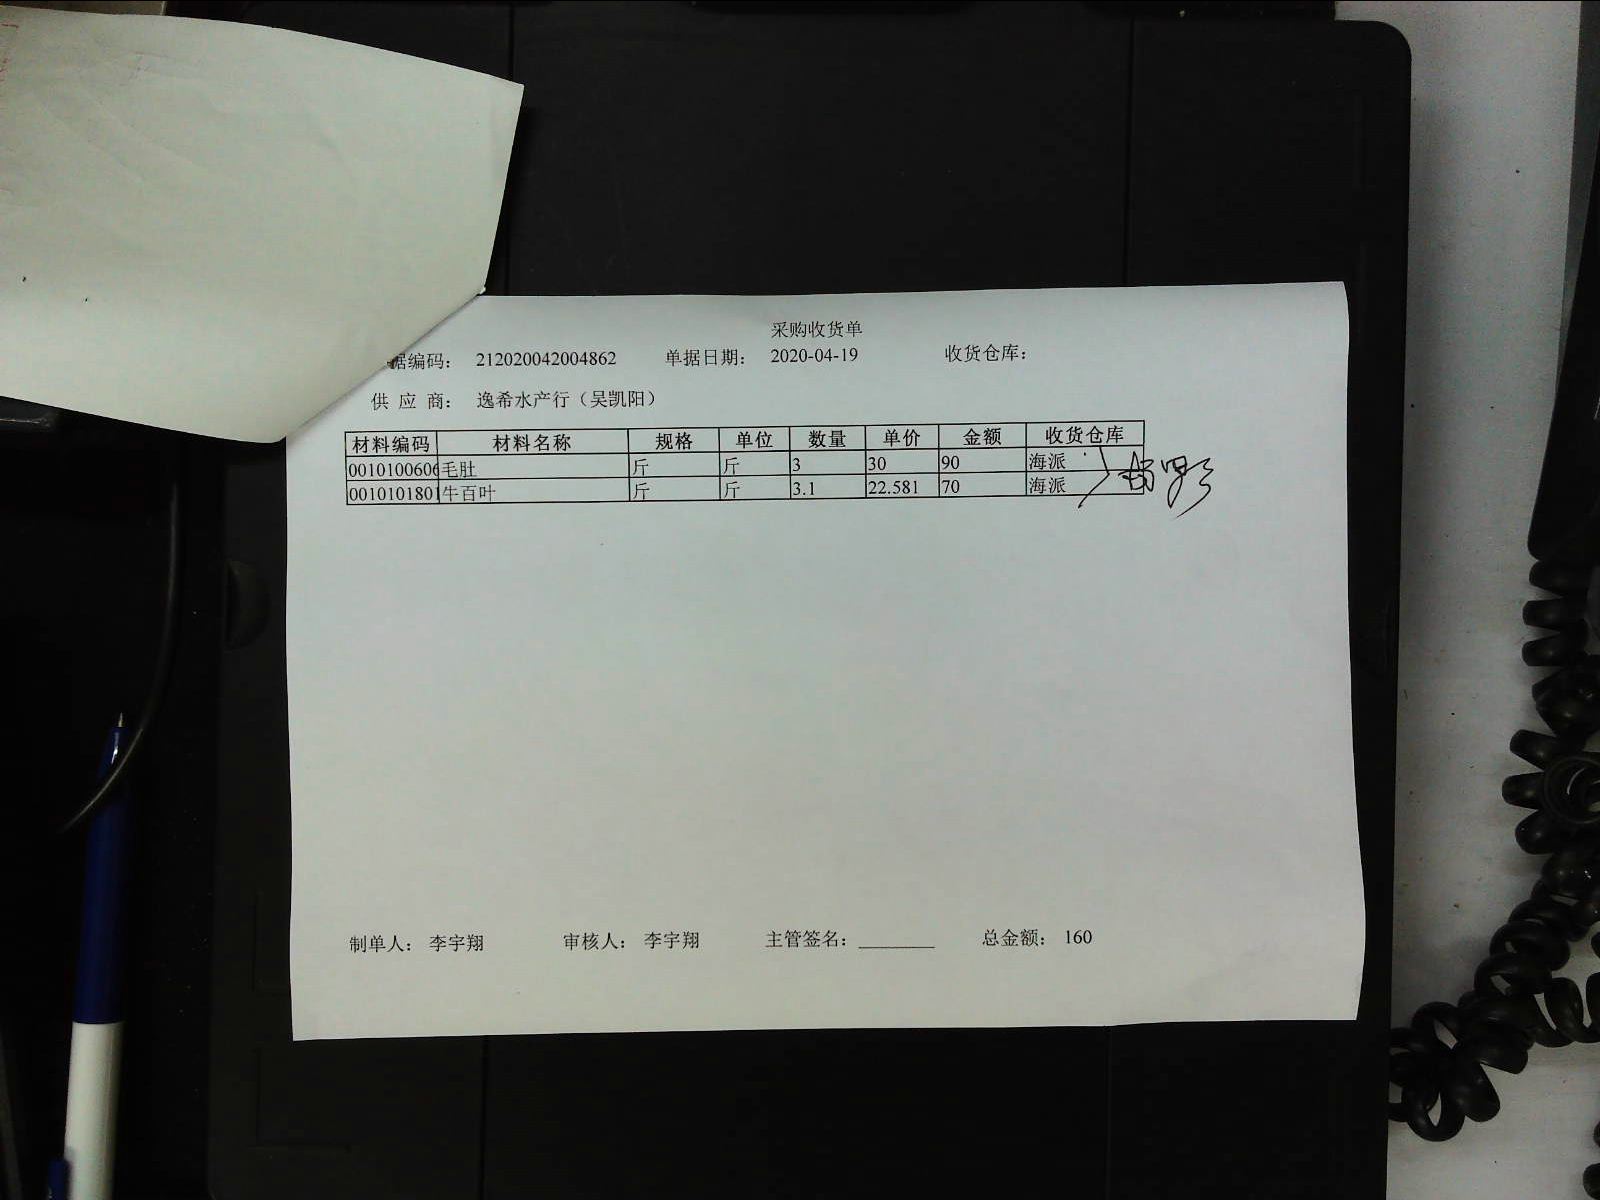 采购收货单
据编码： 212020042004862 单据日期： 2020-04-19 收货仓库：
供 应 商： 逸希水产行（吴凯阳）
材料编码 材料名称 规格 单位 数量 单价 金额 收货仓库
0010100606 毛肚 斤 斤 3 30 90 海派
0010101801 牛百叶 斤 斤 3.1 22.581 70 海派
制单人： 李宇翔 审核人： 李宇翔 主管签名： 总金额： 160